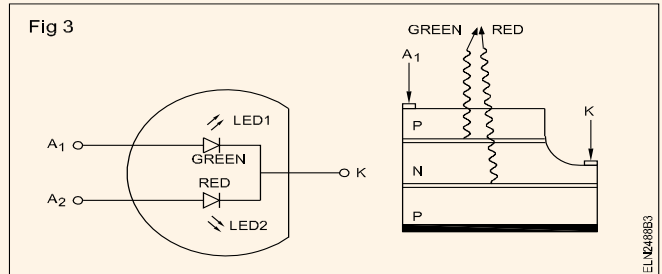 Fig 3
GREEN RED
A1
LED1
A1
GREEN
K
RED
A2
LED2
P
K
N
P
ELN2488B3